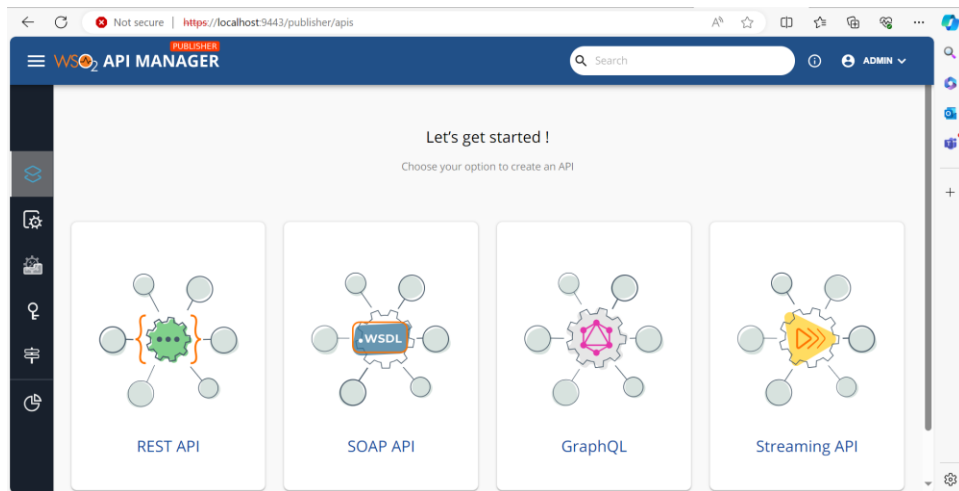 Not secure | https://localhost:9443/publisher/apis
PUBLISHER
WSO2 API MANAGER
Search
ADMIN
Let's get started !
Choose your option to create an API
.WSDL
REST API
SOAP API
GraphQL
Streaming API